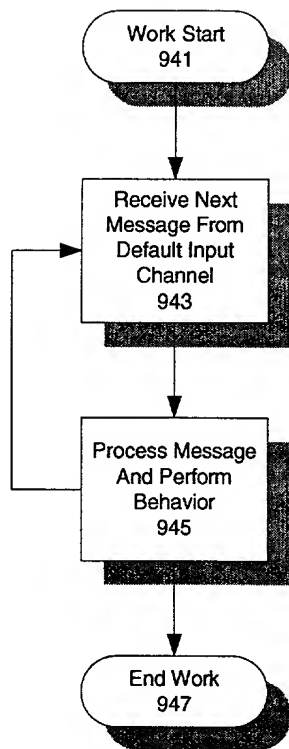 Work Start
941
Receive Next
Message From
Default Input
Channel
943
Process Message
And Perform
Behavior
945
End Work
947